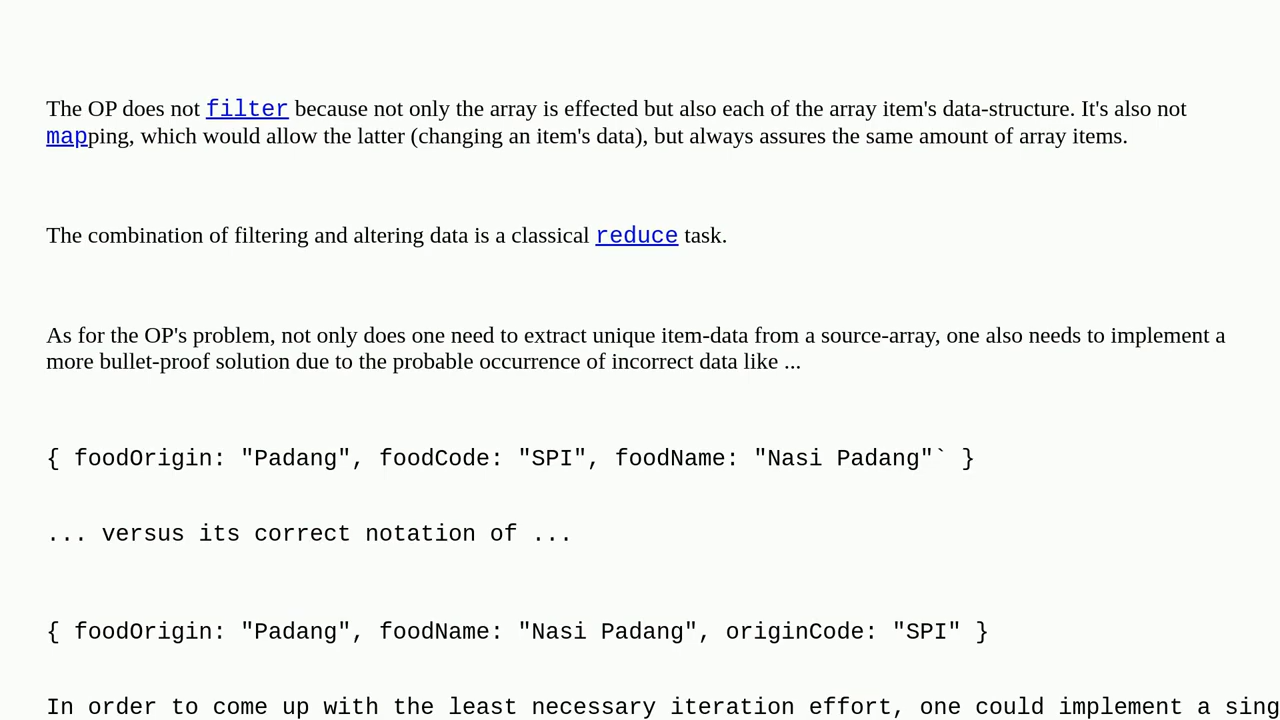 The OP does not filter because not only the array is effected but also each of the array item's data-structure. It's also not
mapping, which would allow the latter (changing an item's data), but always assures the same amount of array items.
The combination of filtering and altering data is a classical reduce task.
As for the OP's problem, not only does one need to extract unique item-data from a source-array, one also needs to implement a
more bullet-proof solution due to the probable occurrence of incorrect data like ...
{ foodOrigin: "Padang", foodCode: "SPI", foodName: "Nasi Padang"` }
... versus its correct notation of ...
{ foodOrigin: "Padang", foodName: "Nasi Padang", originCode: "SPI" }
In order to come up with the least necessary iteration effort, one could implement a sing